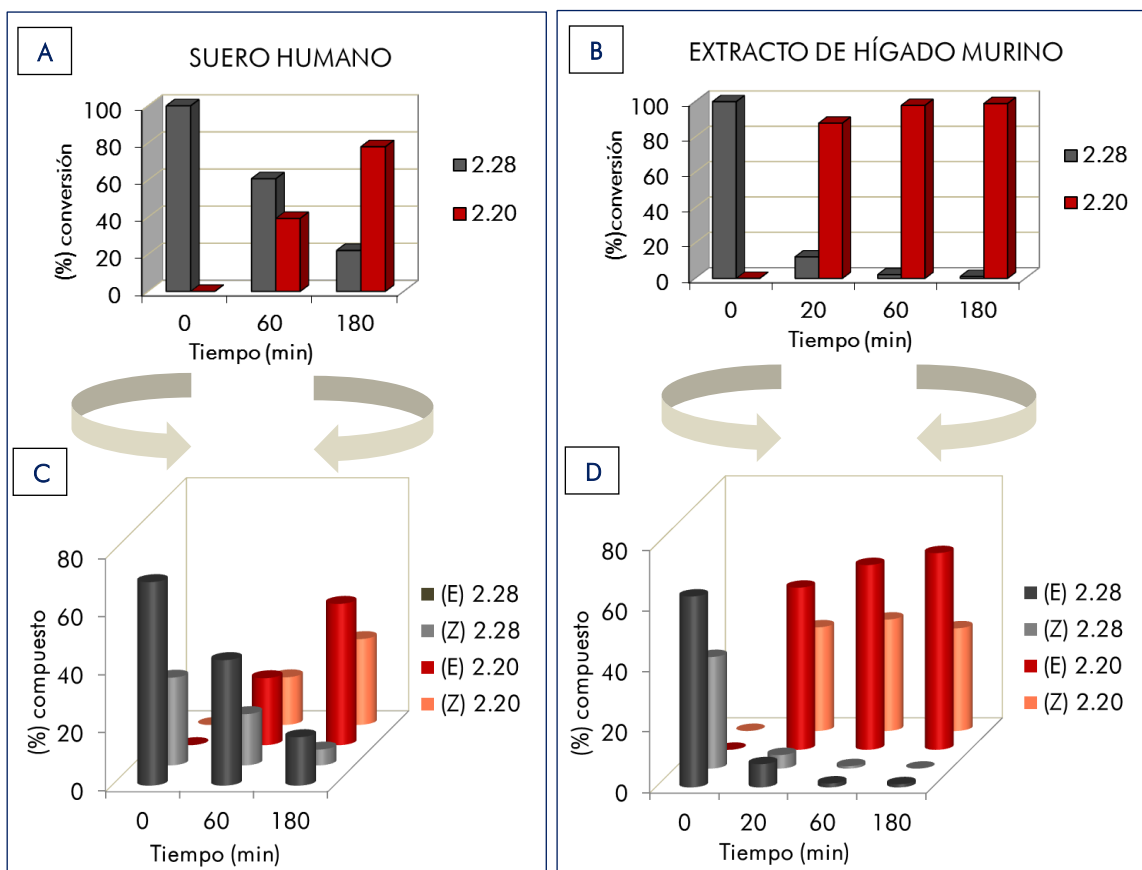 A
SUERO HUMANO
(%) conversión
100
80
60
40
20
0
0 60 180
Tiempo (min)
2.28
2.20
B
EXTRACTO DE HÍGADO MURINO
(%)conversión
100
80
60
40
20
0
0 20 60 180
Tiempo (min)
2.28
2.20
C
(%) compuesto
80
60
40
20
0
0 60 180
Tiempo (min)
(E) 2.28
(Z) 2.28
(E) 2.20
(Z) 2.20
D
(%) compuesto
80
60
40
20
0
0 20 60 180
Tiempo (min)
(E) 2.28
(Z) 2.28
(E) 2.20
(Z) 2.20